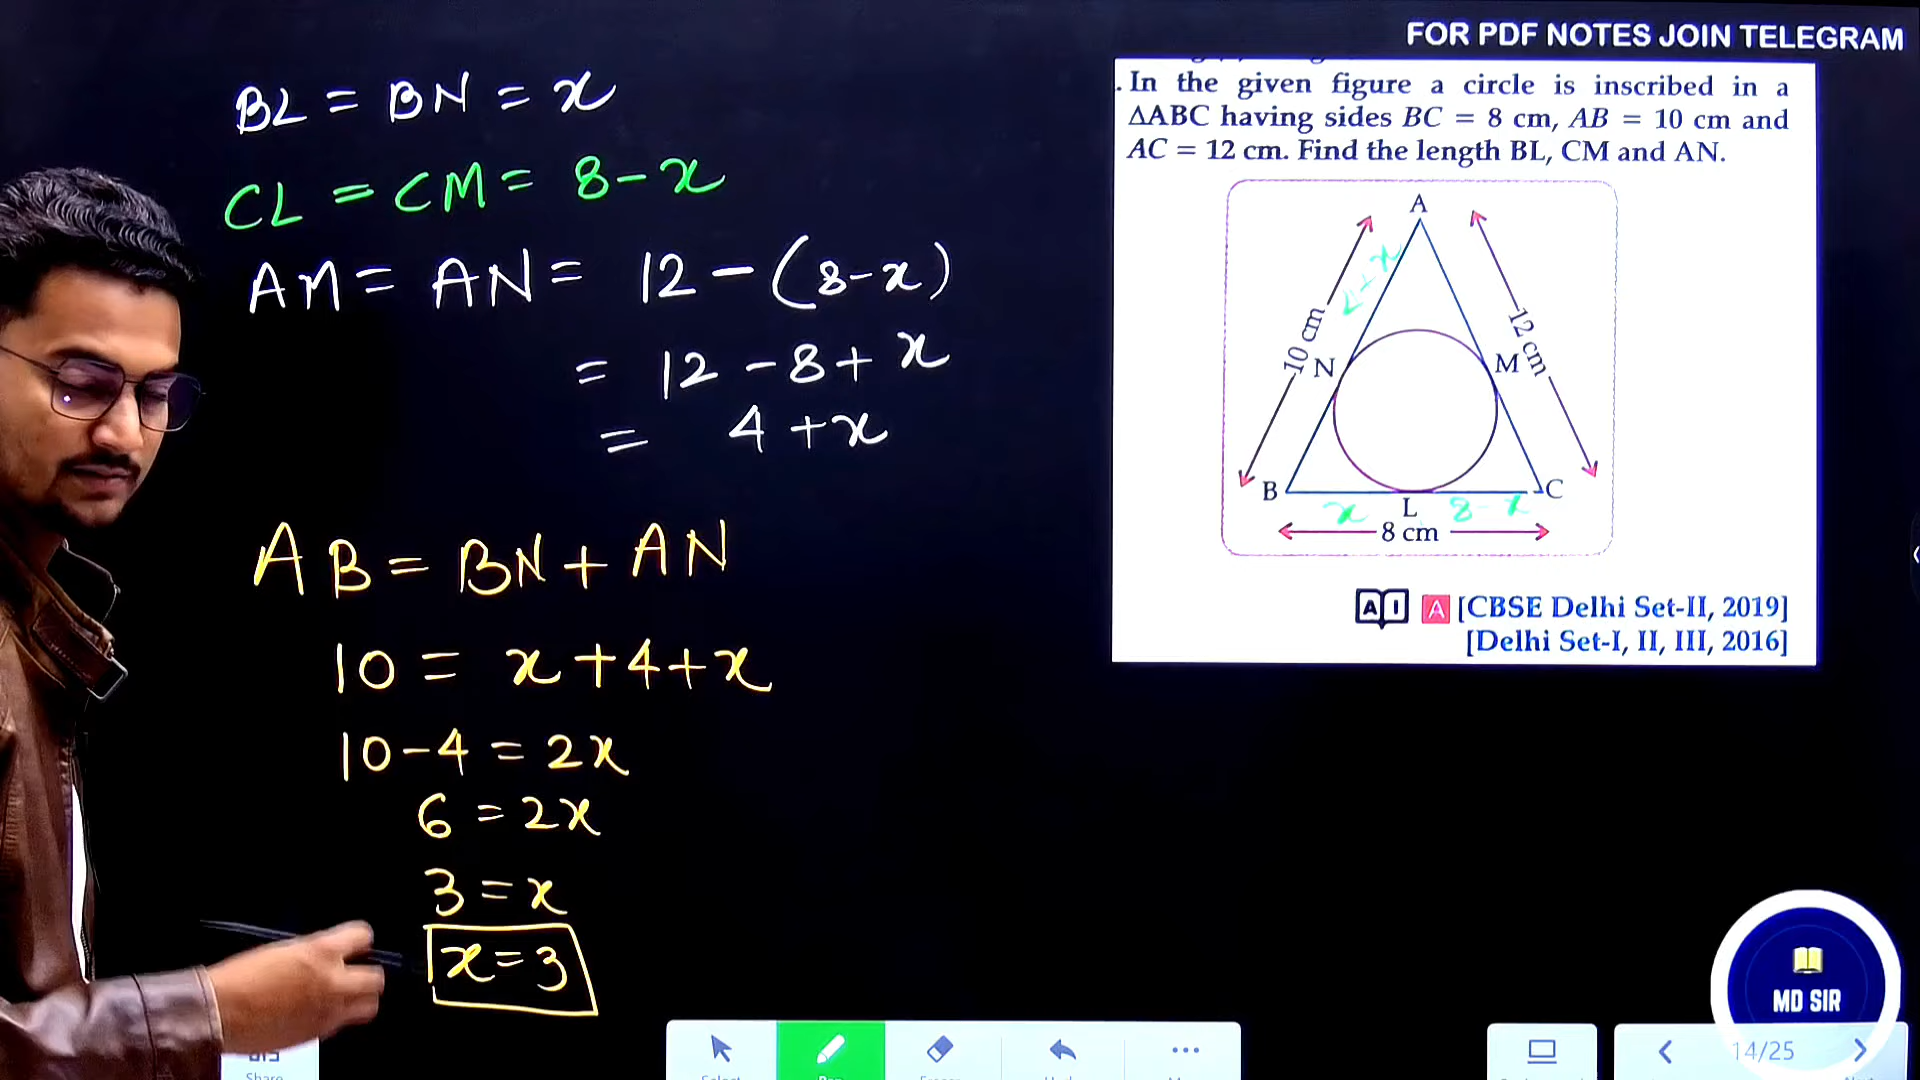 FOR PDF NOTES JOIN TELEGRAM
BL = BN = x
CL = CM = 8-x
AM = AN = 12-(8-x)
= 12-8+x
= 4+x
AB = BN + AN
10 = x+4+x
10-4 = 2x
6 = 2x
3 = x
x = 3
In the given figure a circle is inscribed in a
ΔABC having sides BC = 8 cm, AB = 10 cm and
AC = 12 cm. Find the length BL, CM and AN.
A
4+x
10 cm
12 cm
N
M
B
C
x
L
8-x
8 cm
AI A [CBSE Delhi Set-II, 2019]
[Delhi Set-I, II, III, 2016]
MD SIR
Share
14/25